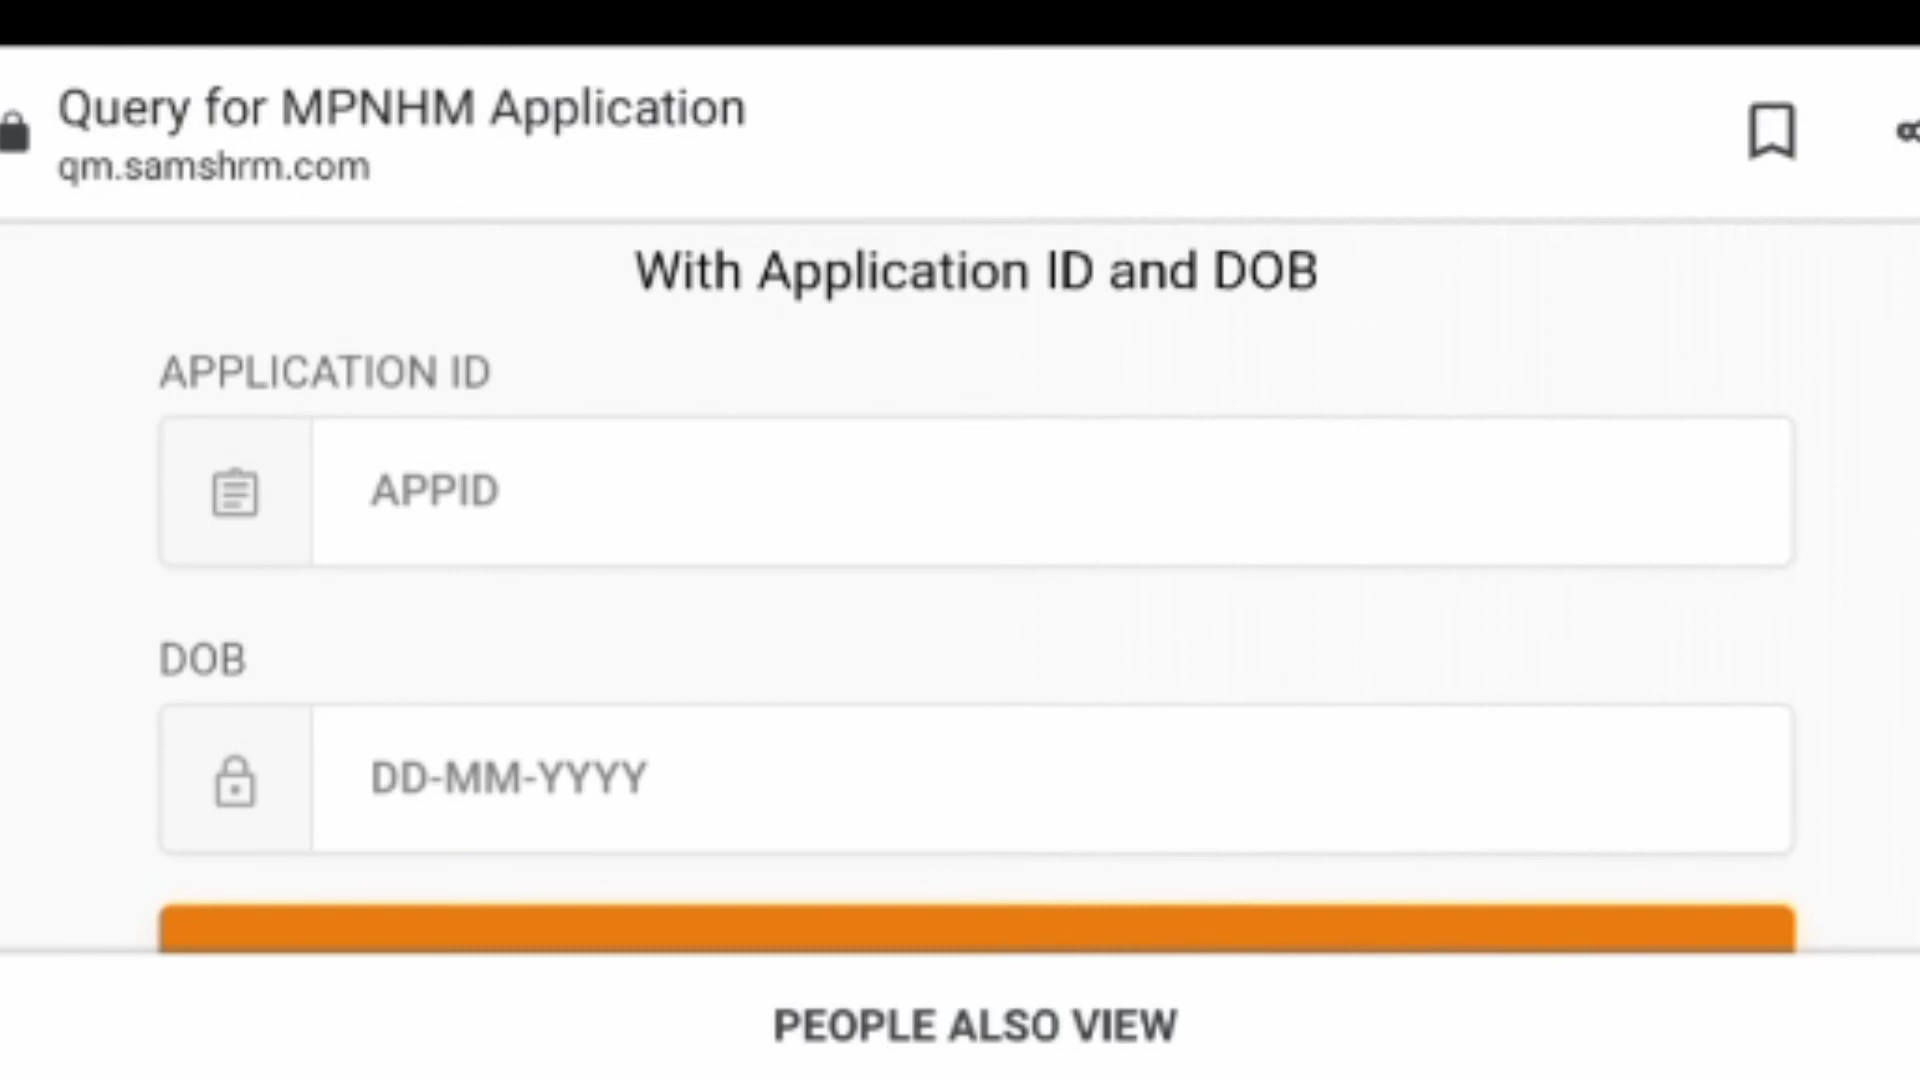 Query for MPNHM Application
qm.samshrm.com
With Application ID and DOB
APPLICATION ID
APPID
DOB
DD-MM-YYYY
PEOPLE ALSO VIEW